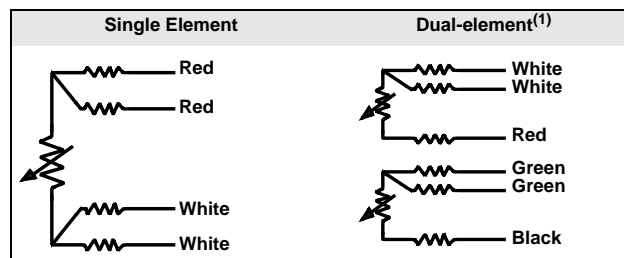 Single Element
Red
Red
White
White
Dual-element(1)
White
White
Red
Green
Green
Black